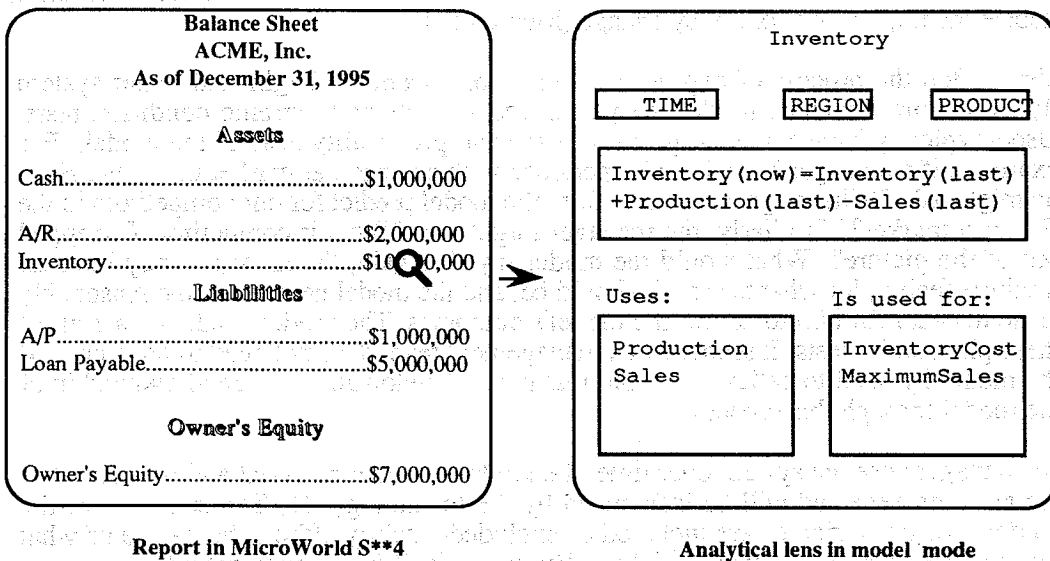 Balance Sheet
ACME, Inc.
As of December 31, 1995
Assets
Cash..............................................$1,000,000
A/R................................................$2,000,000
Inventory.......................................$10 0,000
Liabilities
A/P................................................$1,000,000
Loan Payable...............................$5,000,000
Owner's Equity
Owner's Equity............................$7,000,000
Report in MicroWorld S**4
Inventory
TIME REGION PRODUCT
Inventory(now)=Inventory(last)
+Production(last)-Sales(last)
Uses:
Production
Sales
Is used for:
InventoryCost
MaximumSales
Analytical lens in model mode